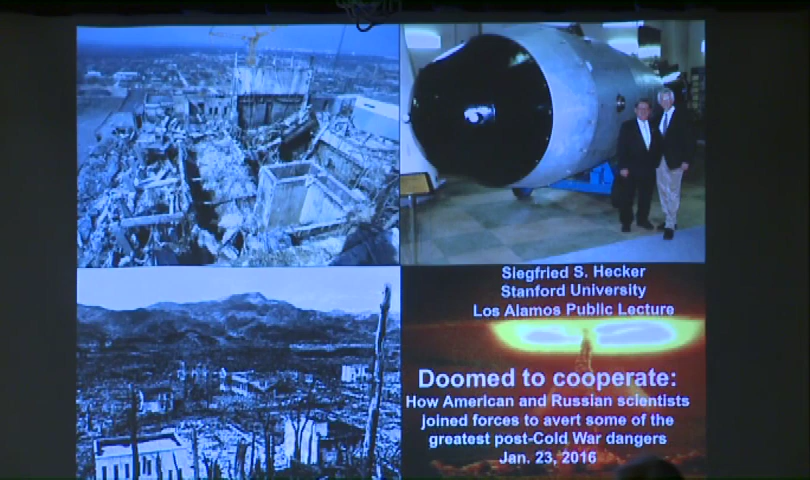 Siegfried S. Hecker
Stanford University
Los Alamos Public Lecture
Doomed to cooperate:
How American and Russian scientists
joined forces to avert some of the
greatest post-Cold War dangers
Jan. 23, 2016